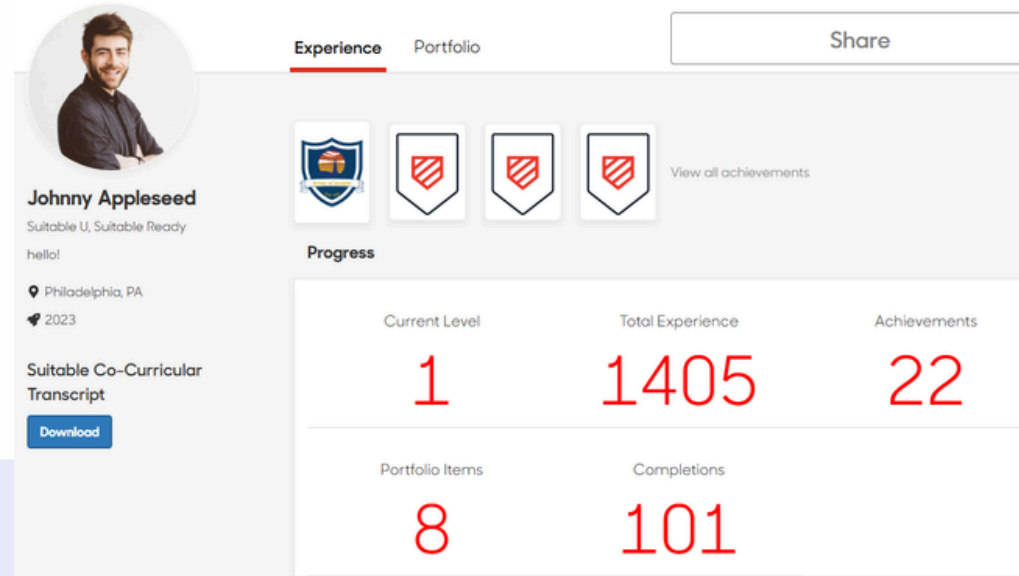 Experience
Portfolio
Share
View all achievements
Johnny Appleseed
Suitable U, Suitable Ready
hello!
Philadelphia, PA
2023
Suitable Co-Curricular
Transcript
Download
Progress
Current Level
Total Experience
Achievements
1
1405
22
Portfolio Items
Completions
8
101